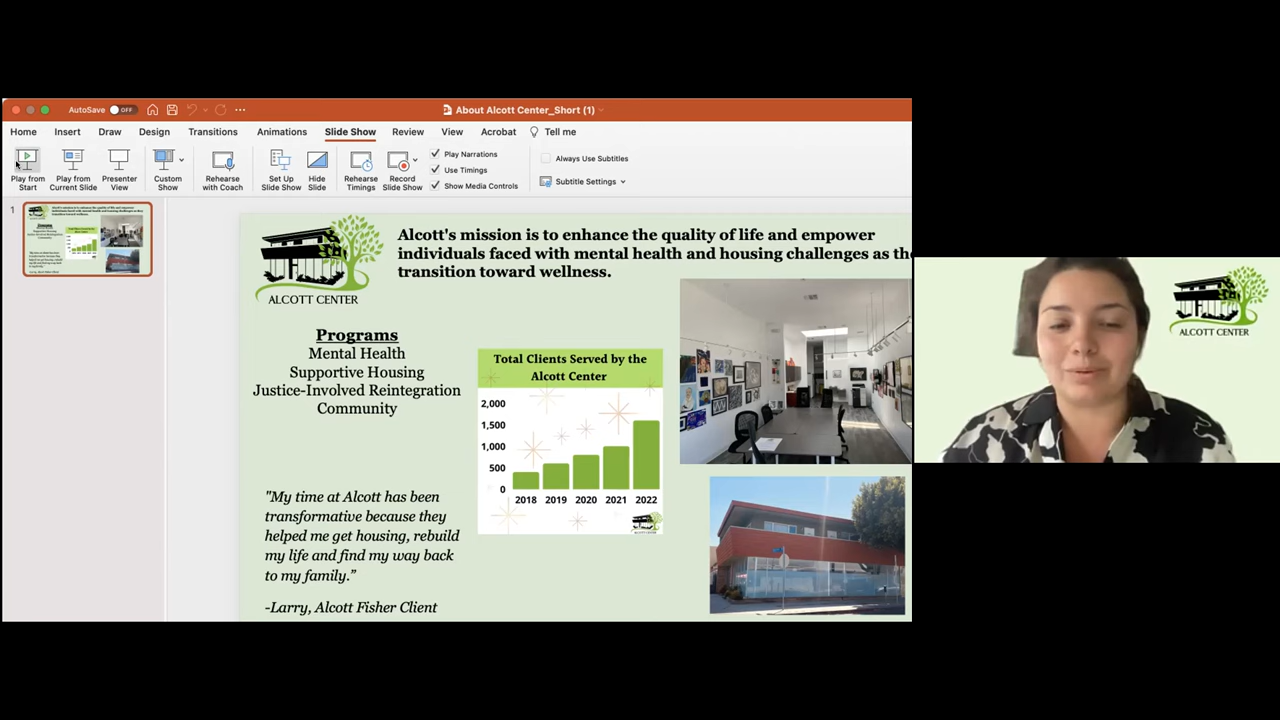 AutoSave OFF
About Alcott Center_Short (1)
Home Insert Draw Design Transitions Animations Slide Show Review View Acrobat Tell me
Play from Start
Play from Current Slide
Presenter View
Custom Show
Rehearse with Coach
Set Up Slide Show
Hide Slide
Rehearse Timings
Record Slide Show
Play Narrations
Use Timings
Show Media Controls
Always Use Subtitles
Subtitle Settings
1
ALCOTT CENTER
Alcott's mission is to enhance the quality of life and empower
individuals faced with mental health and housing challenges as the
transition toward wellness.
Programs
Mental Health
Supportive Housing
Justice-Involved Reintegration
Community
Total Clients Served by the
Alcott Center
2,000
1,500
1,000
500
0
2018 2019 2020 2021 2022
ALCOTT CENTER
"My time at Alcott has been
transformative because they
helped me get housing, rebuild
my life and find my way back
to my family.”
-Larry, Alcott Fisher Client
ALCOTT CENTER